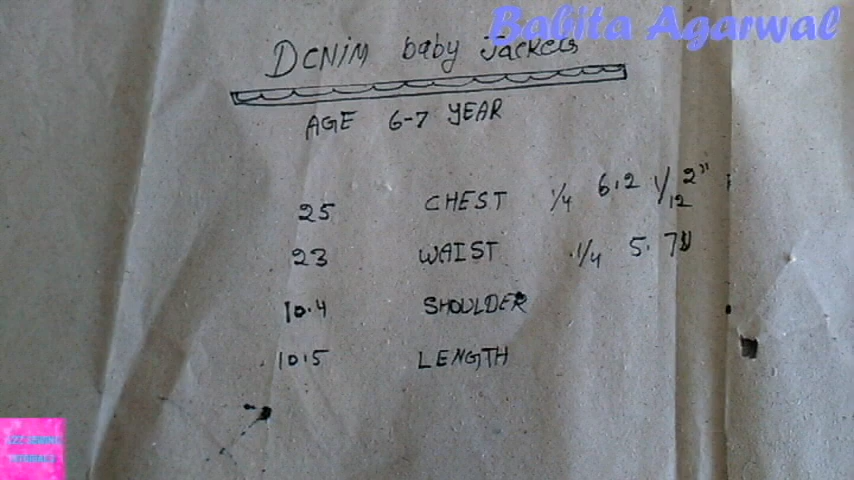 Babita Agarwal
DENIM baby Jackets
AGE 6-7 YEAR
25 CHEST 1/4 6.2 1/12 2"
23 WAIST 1/4 5.7"
10.4 SHOULDER
10.5 LENGTH